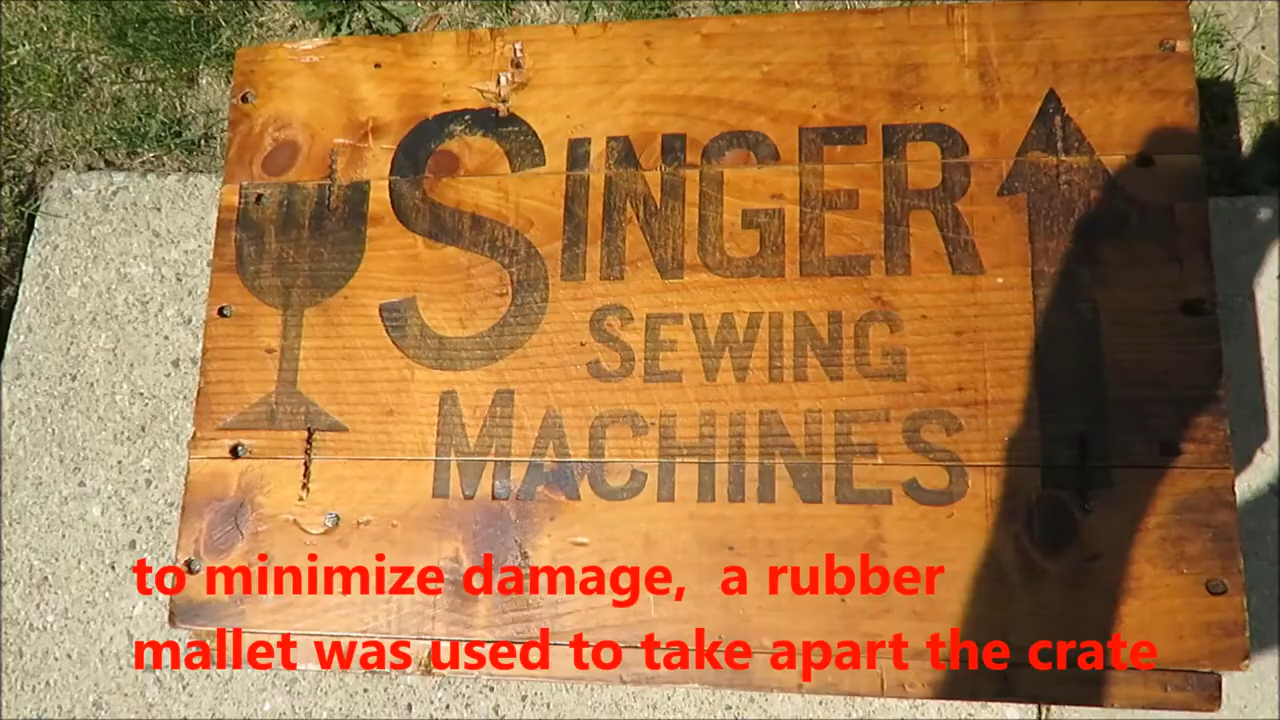 SINGER
SEWING
MACHINES
to minimize damage, a rubber
mallet was used to take apart the crate